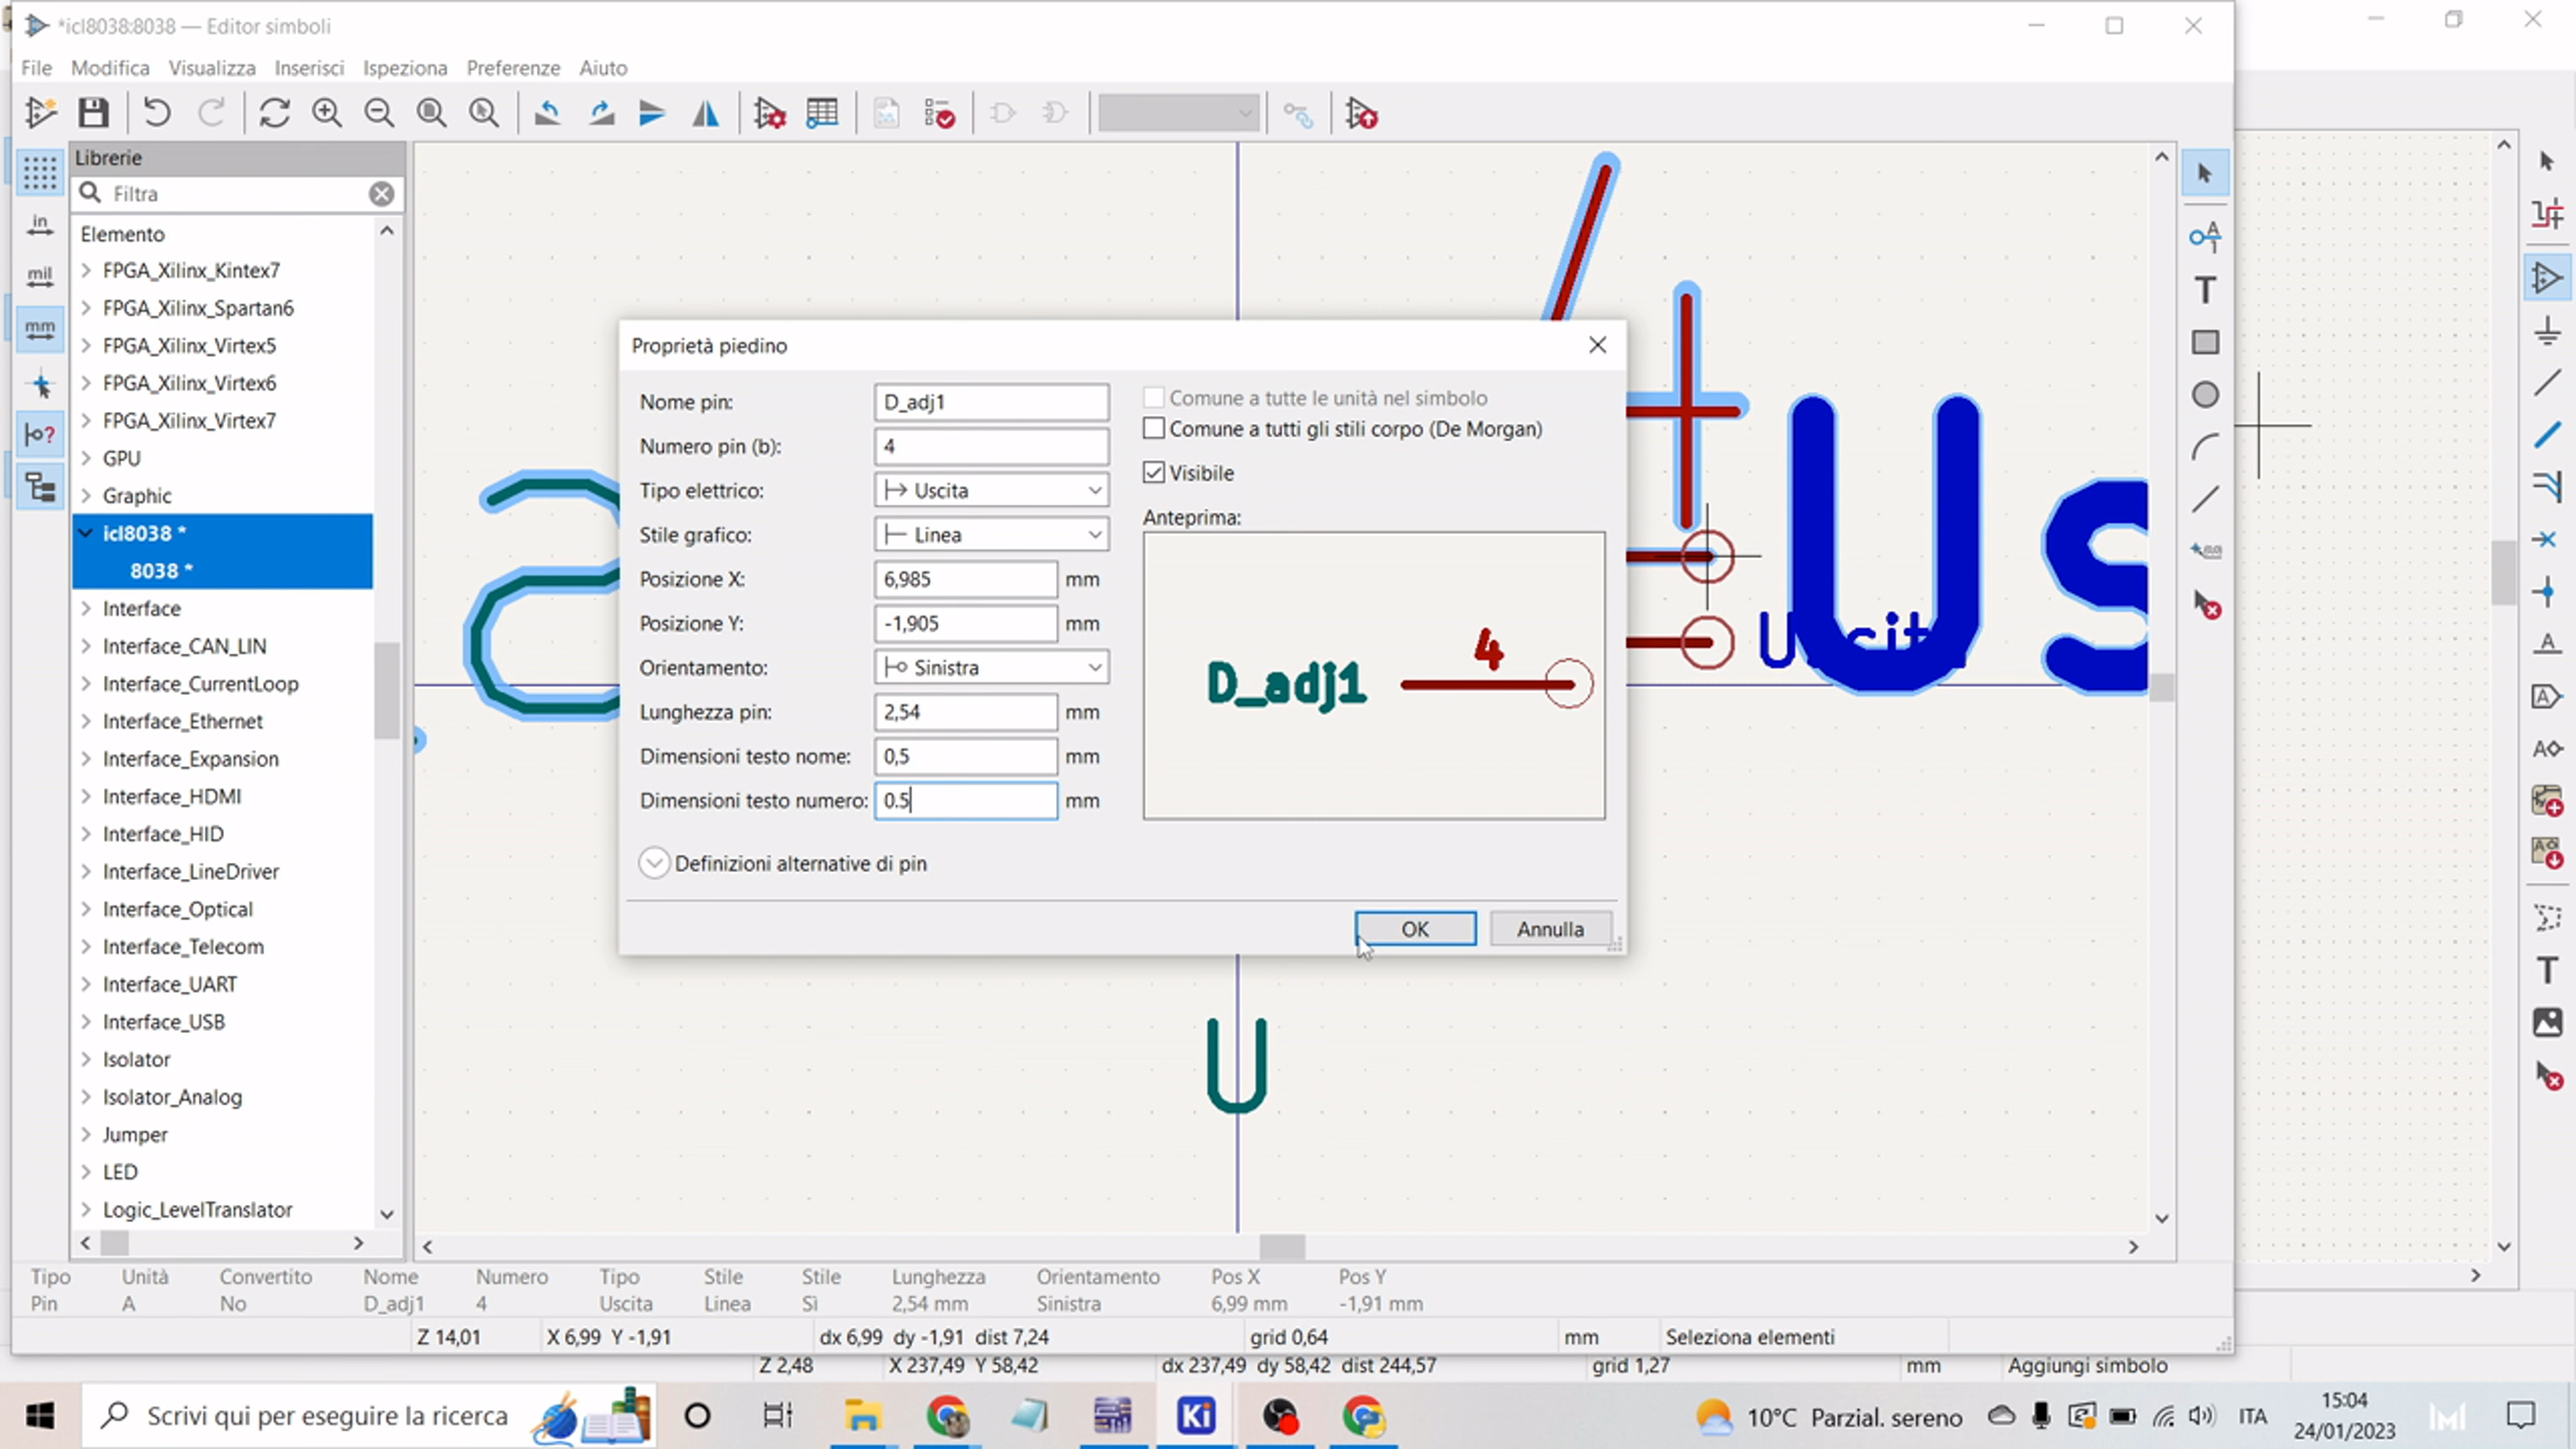 *icl8038:8038 — Editor simboli
File Modifica Visualizza Inserisci Ispeziona Preferenze Aiuto
in
mil
mm
Librerie
Filtra
Elemento
FPGA_Xilinx_Kintex7
FPGA_Xilinx_Spartan6
FPGA_Xilinx_Virtex5
FPGA_Xilinx_Virtex6
FPGA_Xilinx_Virtex7
GPU
Graphic
icl8038 *
8038 *
Interface
Interface_CAN_LIN
Interface_CurrentLoop
Interface_Ethernet
Interface_Expansion
Interface_HDMI
Interface_HID
Interface_LineDriver
Interface_Optical
Interface_Telecom
Interface_UART
Interface_USB
Isolator
Isolator_Analog
Jumper
LED
Logic_LevelTranslator
Proprietà piedino
Nome pin: D_adj1
Numero pin (b): 4
Tipo elettrico: Uscita
Stile grafico: Linea
Posizione X: 6,985 mm
Posizione Y: -1,905 mm
Orientamento: Sinistra
Lunghezza pin: 2,54 mm
Dimensioni testo nome: 0,5 mm
Dimensioni testo numero: 0.5 mm
Definizioni alternative di pin
Comune a tutte le unità nel simbolo
Comune a tutti gli stili corpo (De Morgan)
Visibile
Anteprima:
4
D_adj1
OK Annulla
Us
U
Tipo Unità Convertito Nome Numero Tipo Stile Stile Lunghezza Orientamento Pos X Pos Y
Pin A No D_adj1 4 Uscita Linea Sì 2,54 mm Sinistra 6,99 mm -1,91 mm
Z 14,01 X 6,99 Y -1,91 dx 6,99 dy -1,91 dist 7,24 grid 0,64 mm Seleziona elementi
Z 2,48 X 237,49 Y 58,42 dx 237,49 dy 58,42 dist 244,57 grid 1,27 mm Aggiungi simbolo
Scrivi qui per eseguire la ricerca
Ki
10°C Parzial. sereno
ITA
15:04
24/01/2023